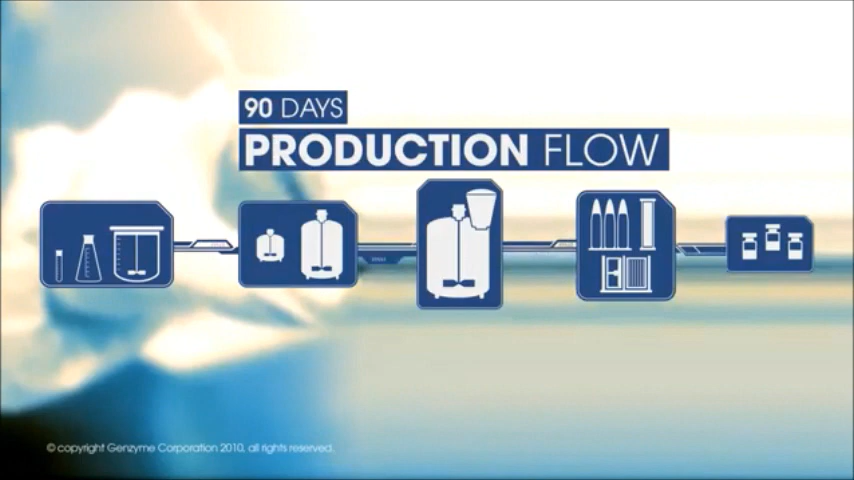 90 DAYS
PRODUCTION FLOW
© copyright Genzyme Corporation 2010, all rights reserved.